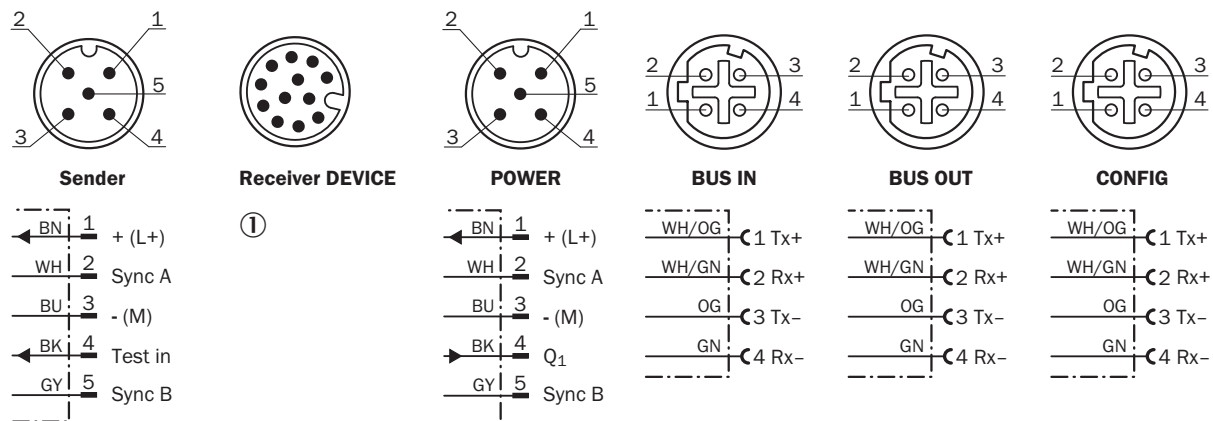 2 1
5
3 4
2 1
5
3 4
2 3
1 4
2 3
1 4
2 3
1 4
Sender
Receiver DEVICE
POWER
BUS IN
BUS OUT
CONFIG
BN 1 + (L+)
WH 2 Sync A
BU 3 - (M)
BK 4 Test in
GY 5 Sync B
①
BN 1 + (L+)
WH 2 Sync A
BU 3 - (M)
BK 4 Q₁
GY 5 Sync B
WH/OG 1 Tx+
WH/GN 2 Rx+
OG 3 Tx–
GN 4 Rx–
WH/OG 1 Tx+
WH/GN 2 Rx+
OG 3 Tx–
GN 4 Rx–
WH/OG 1 Tx+
WH/GN 2 Rx+
OG 3 Tx–
GN 4 Rx–